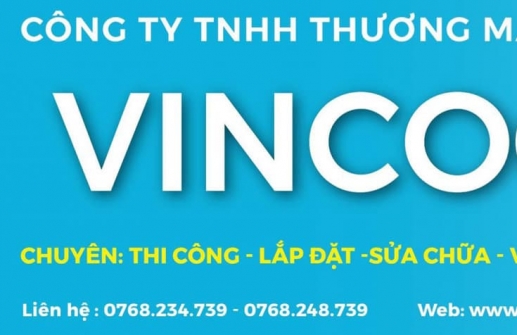 CÔNG TY TNHH THƯƠNG
VINCO
CHUYÊN: THI CÔNG - LẮP ĐẶT -SỬA CHỮA -
Liên hệ : 0768.234.739 - 0768.248.739 Web: www